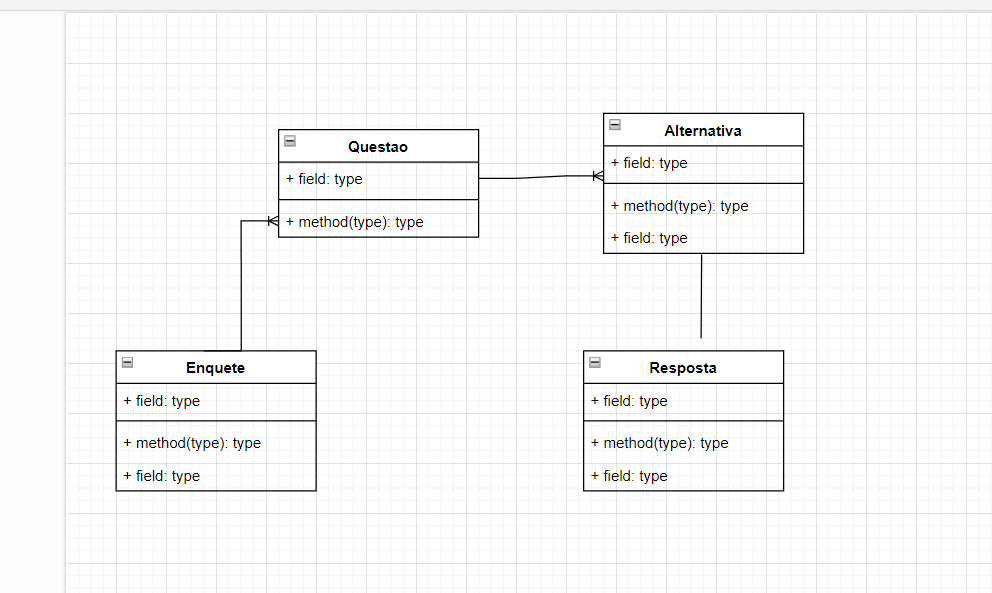 Questao
+ field: type
+ method(type): type
Alternativa
+ field: type
+ method(type): type
+ field: type
Enquete
+ field: type
+ method(type): type
+ field: type
Resposta
+ field: type
+ method(type): type
+ field: type